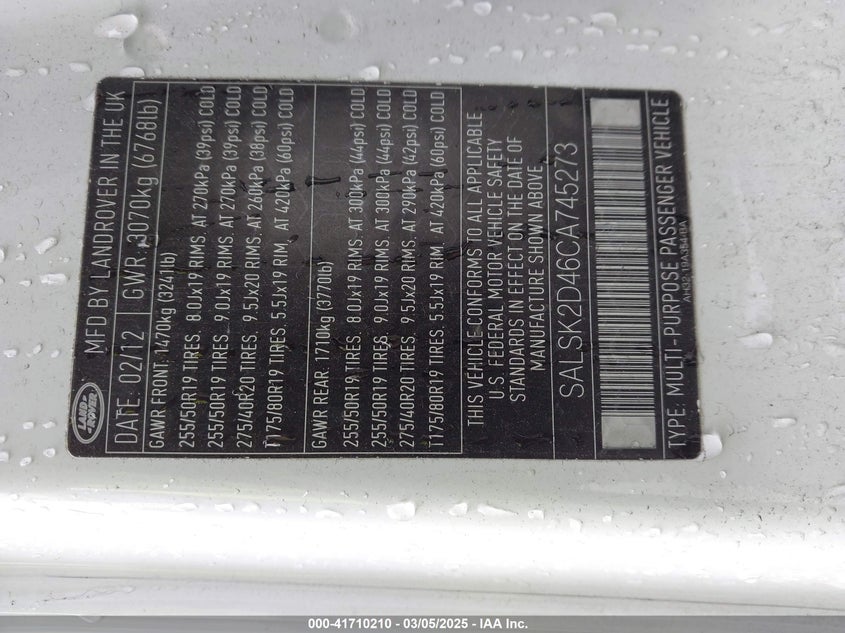 LAND
ROVER
MFD BY LANDROVER IN THE UK
DATE: 02/12 GWR 3070kg (6768lb)
GAWR FRONT: 1470kg (3241lb)
255/50R19 TIRES. 8.0Jx19 RIMS. AT 270kPa (39psi) COLD
255/50R19 TIRES. 9.0Jx19 RIMS. AT 270kPa (39psi) COLD
275/40R20 TIRES. 9.5Jx20 RIMS. AT 260kPa (38psi) COLD
T175/80R19 TIRES. 5.5Jx19 RIM AT 420kPa (60psi) COLD
GAWR REAR: 1710kg (3770lb)
255/50R19 TIRES. 8.0Jx19 RIMS. AT 300kPa (44psi) COLD
255/50R19 TIRES. 9.0Jx19 RIMS. AT 300kPa (44psi) COLD
275/40R20 TIRES. 9.5Jx20 RIMS. AT 290kPa (42psi) COLD
T175/80R19 TIRES. 5.5Jx19 RIM AT 420kPa (60psi) COLD
THIS VEHICLE CONFORMS TO ALL APPLICABLE
U.S. FEDERAL MOTOR VEHICLE SAFETY
STANDARDS IN EFFECT ON THE DATE OF
MANUFACTURE SHOWN ABOVE
SALSK2D46CA745273
TYPE: MULTI-PURPOSE PASSENGER VEHICLE
000-41710210 - 03/05/2025 - IAA Inc.